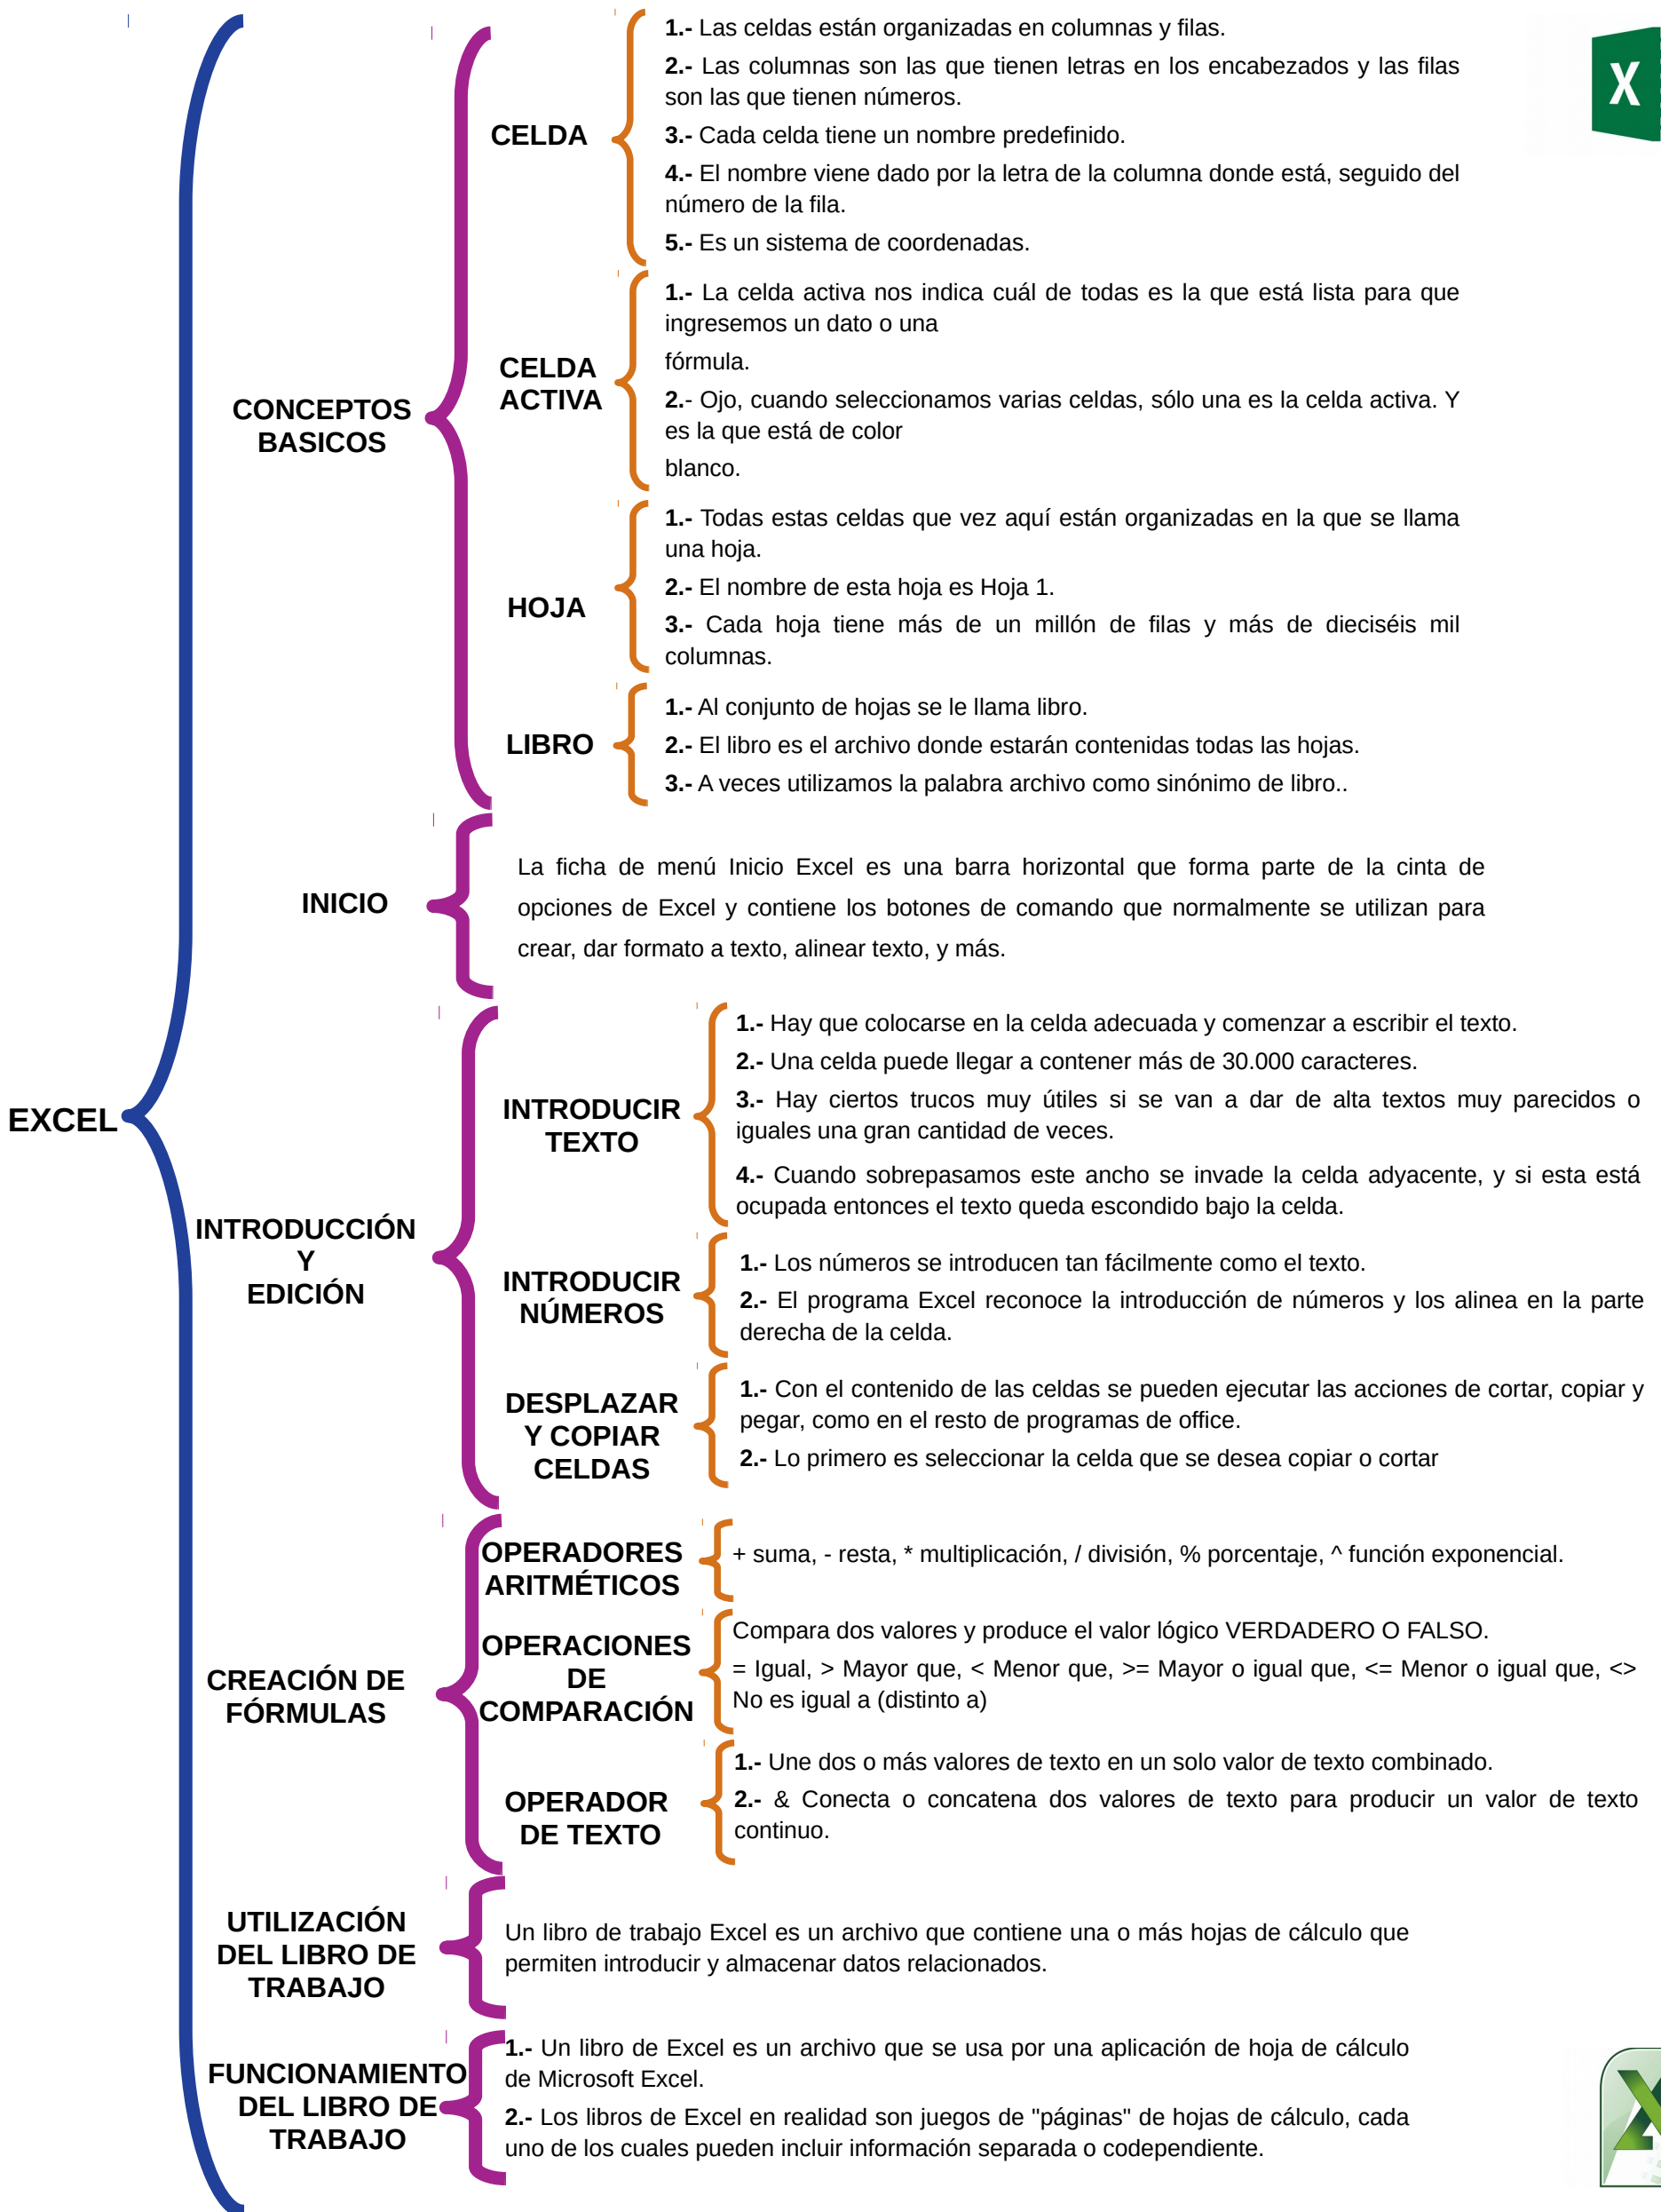 1.- Las celdas están organizadas en columnas y filas.
2.- Las columnas son las que tienen letras en los encabezados y las filas
son las que tienen números.
CELDA
3.- Cada celda tiene un nombre predefinido.
4.- El nombre viene dado por la letra de la columna donde está, seguido del
número de la fila.
5.- Es un sistema de coordenadas.
X
1.- La celda activa nos indica cuál de todas es la que está lista para que
ingresemos un dato o una
fórmula.
CELDA
ACTIVA
2.- Ojo, cuando seleccionamos varias celdas, sólo una es la celda activa. Y
es la que está de color
blanco.
CONCEPTOS
BASICOS
1.- Todas estas celdas que vez aquí están organizadas en la que se llama
una hoja.
2.- El nombre de esta hoja es Hoja 1.
HOJA
3.- Cada hoja tiene más de un millón de filas y más de dieciséis mil
columnas.
1.- Al conjunto de hojas se le llama libro.
LIBRO
2.- El libro es el archivo donde estarán contenidas todas las hojas.
3.- A veces utilizamos la palabra archivo como sinónimo de libro..
INICIO
La ficha de menú Inicio Excel es una barra horizontal que forma parte de la cinta de
opciones de Excel y contiene los botones de comando que normalmente se utilizan para
crear, dar formato a texto, alinear texto, y más.
EXCEL
INTRODUCCIÓN
Y
EDICIÓN
INTRODUCIR
TEXTO
1.- Hay que colocarse en la celda adecuada y comenzar a escribir el texto.
2.- Una celda puede llegar a contener más de 30.000 caracteres.
3.- Hay ciertos trucos muy útiles si se van a dar de alta textos muy parecidos o
iguales una gran cantidad de veces.
4.- Cuando sobrepasamos este ancho se invade la celda adyacente, y si esta está
ocupada entonces el texto queda escondido bajo la celda.
INTRODUCIR
NÚMEROS
1.- Los números se introducen tan fácilmente como el texto.
2.- El programa Excel reconoce la introducción de números y los alinea en la parte
derecha de la celda.
DESPLAZAR
Y COPIAR
CELDAS
1.- Con el contenido de las celdas se pueden ejecutar las acciones de cortar, copiar y
pegar, como en el resto de programas de office.
2.- Lo primero es seleccionar la celda que se desea copiar o cortar
CREACIÓN DE
FÓRMULAS
OPERADORES
ARITMÉTICOS
+ suma, - resta, * multiplicación, / división, % porcentaje, ^ función exponencial.
OPERACIONES
DE
COMPARACIÓN
Compara dos valores y produce el valor lógico VERDADERO O FALSO.
= Igual, > Mayor que, < Menor que, >= Mayor o igual que, <= Menor o igual que, <>
No es igual a (distinto a)
OPERADOR
DE TEXTO
1.- Une dos o más valores de texto en un solo valor de texto combinado.
2.- & Conecta o concatena dos valores de texto para producir un valor de texto
continuo.
UTILIZACIÓN
DEL LIBRO DE
TRABAJO
Un libro de trabajo Excel es un archivo que contiene una o más hojas de cálculo que
permiten introducir y almacenar datos relacionados.
FUNCIONAMIENTO
DEL LIBRO DE
TRABAJO
1.- Un libro de Excel es un archivo que se usa por una aplicación de hoja de cálculo
de Microsoft Excel.
2.- Los libros de Excel en realidad son juegos de "páginas" de hojas de cálculo, cada
uno de los cuales pueden incluir información separada o codependiente.
X